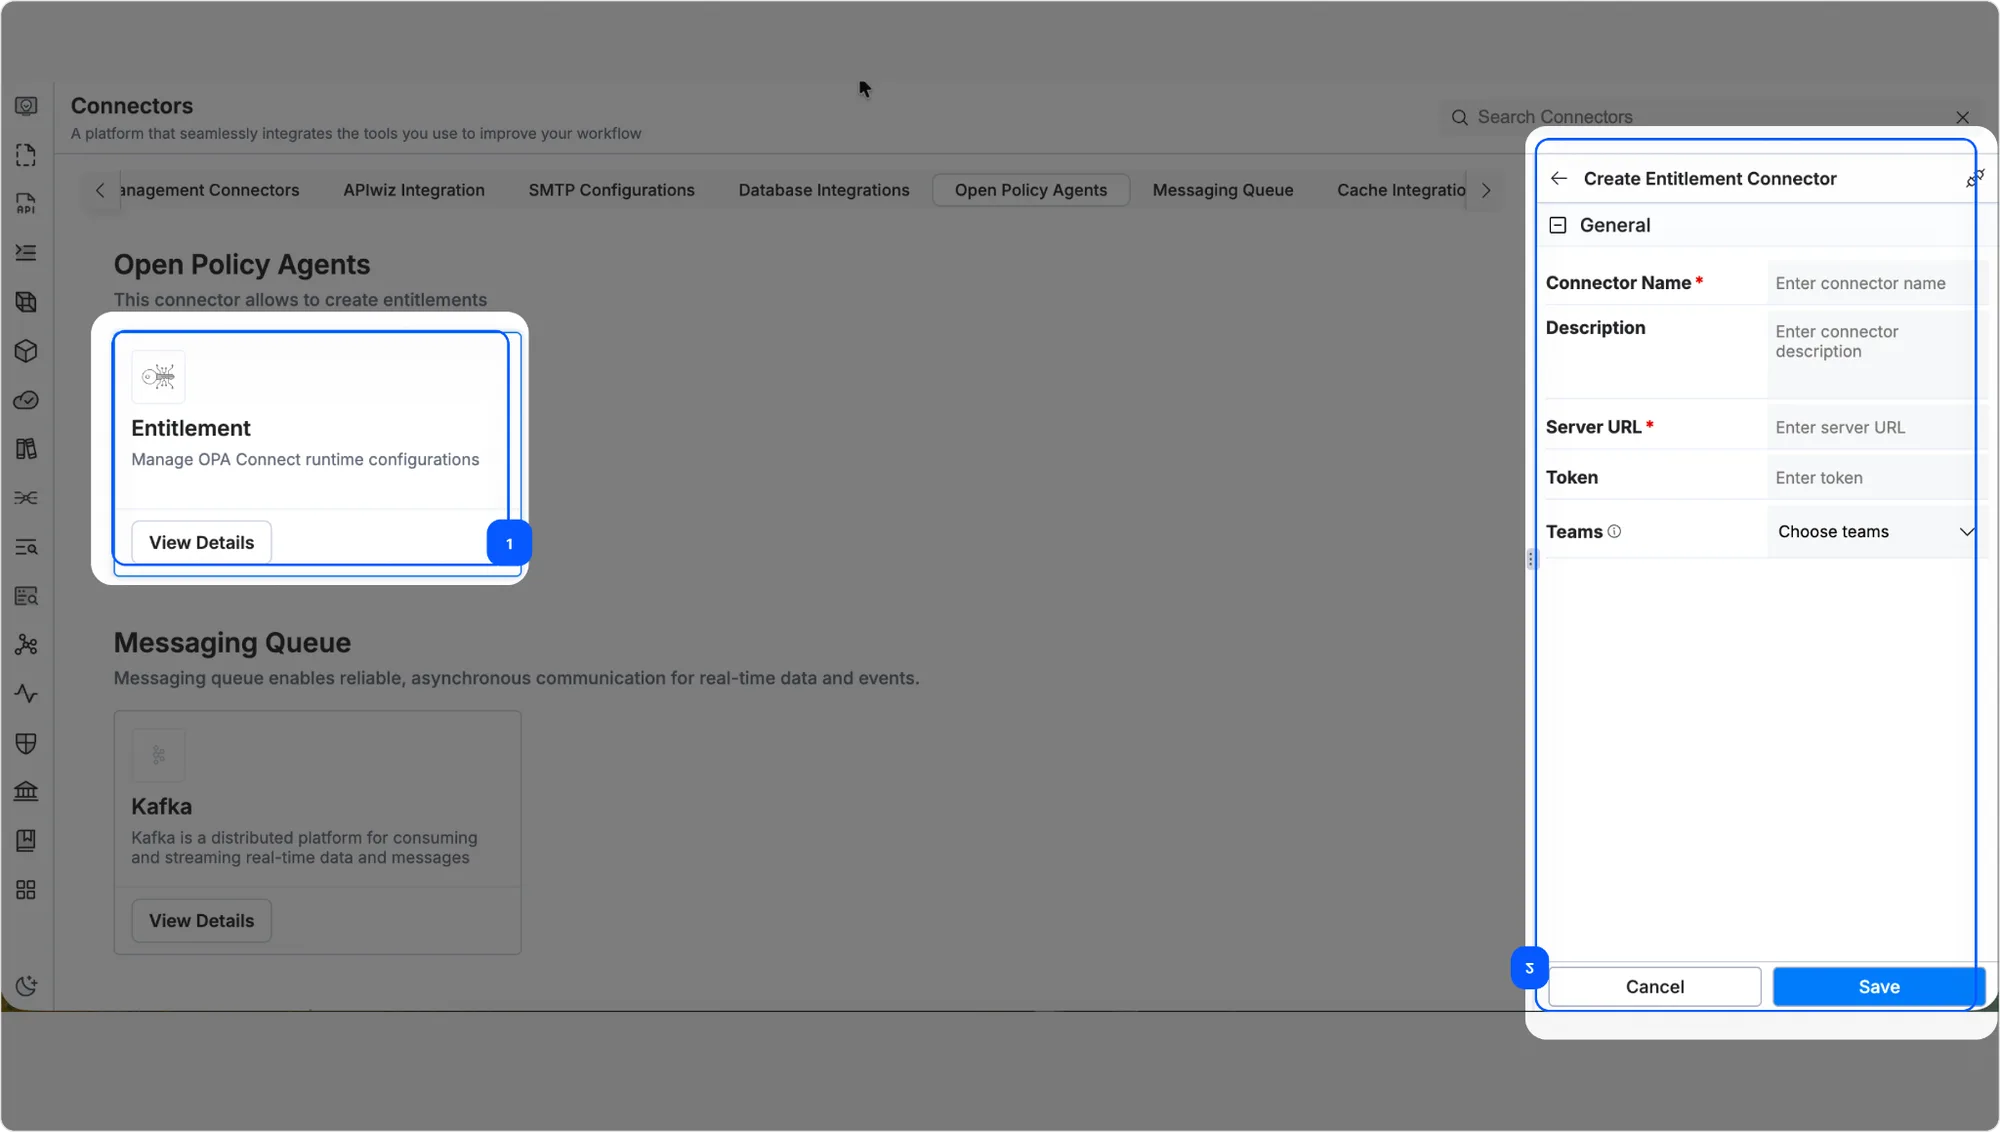 Connectors
A platform that seamlessly integrates the tools you use to improve your workflow
Search Connectors
anagement Connectors
APIwiz Integration
SMTP Configurations
Database Integrations
Open Policy Agents
Messaging Queue
Cache Integratio
API
Open Policy Agents
This connector allows to create entitlements
Entitlement
Manage OPA Connect runtime configurations
View Details
1
Messaging Queue
Messaging queue enables reliable, asynchronous communication for real-time data and events.
Kafka
Kafka is a distributed platform for consuming
and streaming real-time data and messages
View Details
Create Entitlement Connector
General
Connector Name *
Enter connector name
Description
Enter connector
description
Server URL *
Enter server URL
Token
Enter token
Teams
Choose teams
2
Cancel
Save